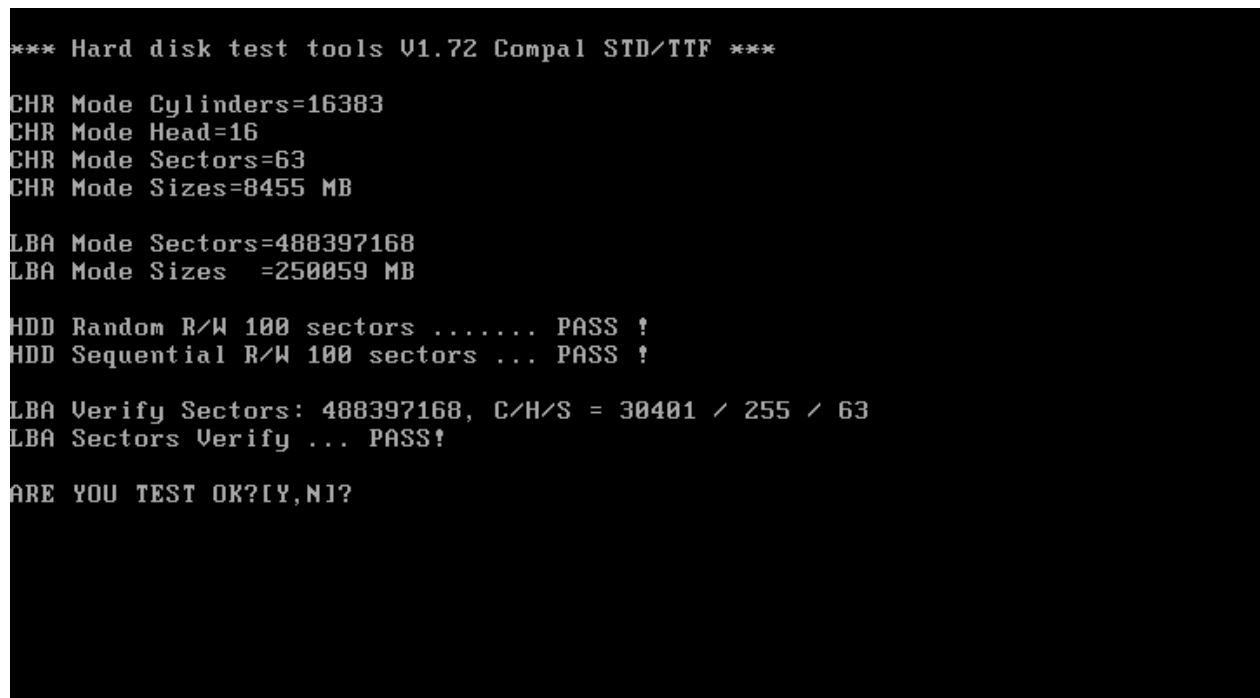 *** Hard disk test tools V1.72 Compal STD/TTF ***
CHR Mode Cylinders=16383
CHR Mode Head=16
CHR Mode Sectors=63
CHR Mode Sizes=8455 MB
LBA Mode Sectors=488397168
LBA Mode Sizes  =250059 MB
HDD Random R/W 100 sectors ....... PASS !
HDD Sequential R/W 100 sectors ... PASS !
LBA Verify Sectors: 488397168, C/H/S = 30401 / 255 / 63
LBA Sectors Verify ... PASS!
ARE YOU TEST OK?[Y,N]?